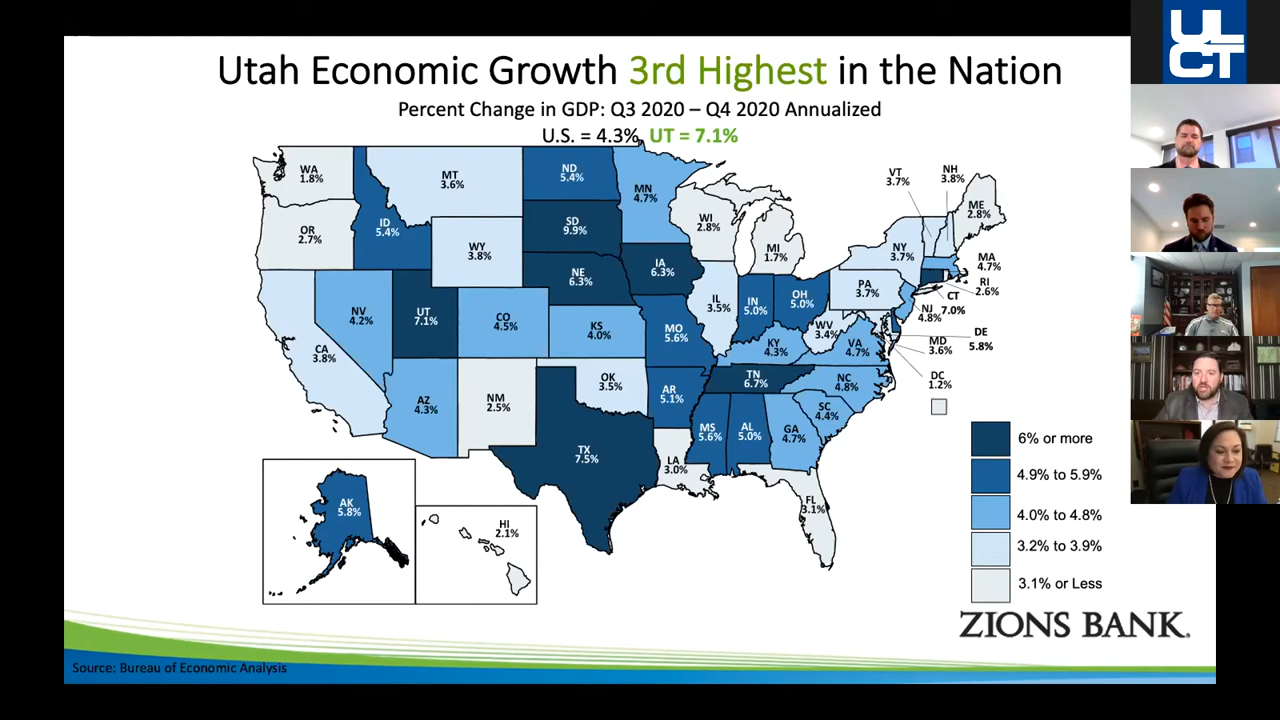 Utah Economic Growth 3rd Highest in the Nation
Percent Change in GDP: Q3 2020 – Q4 2020 Annualized
U.S. = 4.3%, UT = 7.1%
UL
CT
WA
1.8%
MT
3.6%
ND
5.4%
MN
4.7%
VT
3.7%
NH
3.8%
ME
2.8%
OR
2.7%
ID
5.4%
SD
9.9%
WI
2.8%
MI
1.7%
NY
3.7%
MA
4.7%
WY
3.8%
IA
6.3%
NE
6.3%
RI
2.6%
PA
3.7%
CT
7.0%
NV
4.2%
UT
7.1%
CO
4.5%
KS
4.0%
IL
3.5%
IN
5.0%
OH
5.0%
NJ
4.8%
CA
3.8%
MO
5.6%
KY
4.3%
WV
3.4%
VA
4.7%
DE
5.8%
MD
3.6%
DC
1.2%
AZ
4.3%
NM
2.5%
OK
3.5%
AR
5.1%
TN
6.7%
NC
4.8%
SC
4.4%
TX
7.5%
LA
3.0%
MS
5.6%
AL
5.0%
GA
4.7%
FL
3.1%
AK
5.8%
HI
2.1%
6% or more
4.9% to 5.9%
4.0% to 4.8%
3.2% to 3.9%
3.1% or Less
ZIONS BANK.
Source: Bureau of Economic Analysis